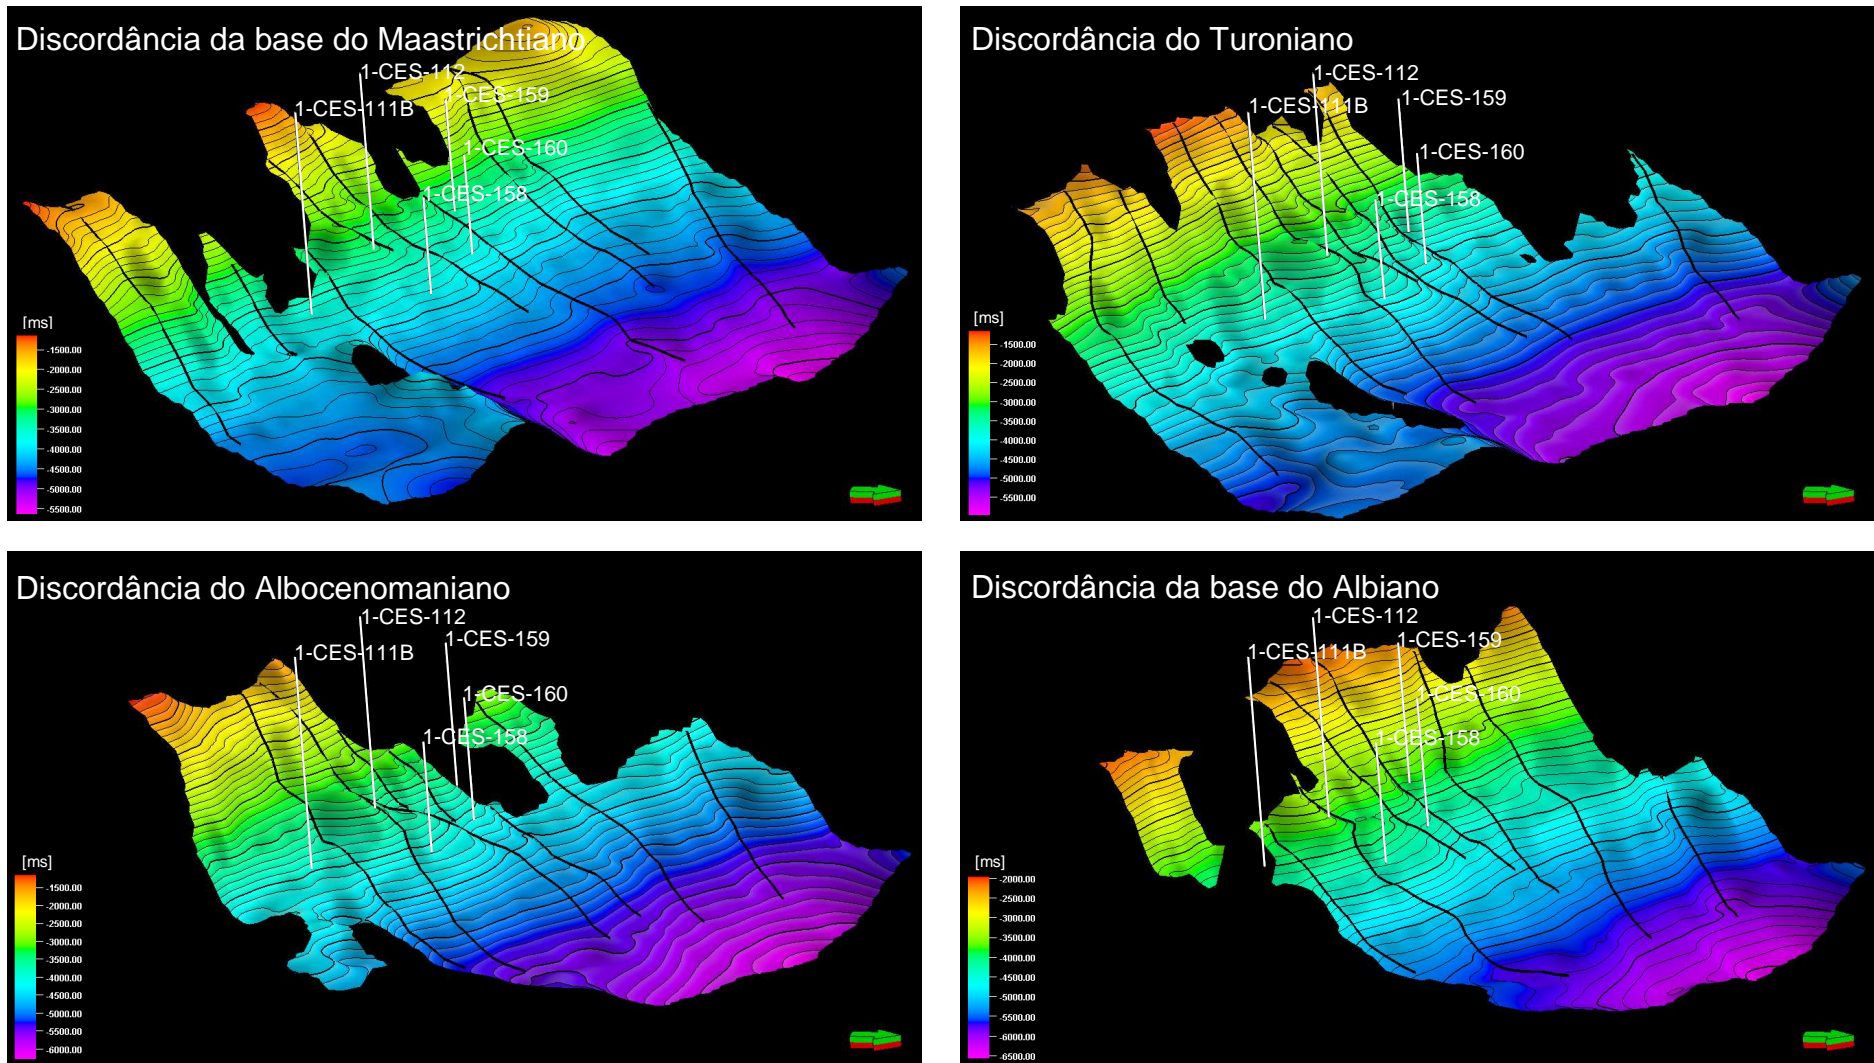 Discordância da base do Maastrichtiano
1-CES-112
1-CES-159
1-CES-111B
1-CES-160
1-CES-158
[ms]
-1500.00
-2000.00
-2500.00
-3000.00
-3500.00
-4000.00
-4500.00
-5000.00
-5500.00
Discordância do Turoniano
1-CES-112
1-CES-159
1-CES-111B
1-CES-160
1-CES-158
[ms]
-1500.00
-2000.00
-2500.00
-3000.00
-3500.00
-4000.00
-4500.00
-5000.00
-5500.00
Discordância do Albocenomaniano
1-CES-112
1-CES-159
1-CES-111B
1-CES-160
1-CES-158
[ms]
-1500.00
-2000.00
-2500.00
-3000.00
-3500.00
-4000.00
-4500.00
-5000.00
-5500.00
-6000.00
Discordância da base do Albiano
1-CES-112
1-CES-159
1-CES-111B
1-CES-160
1-CES-158
[ms]
-2000.00
-2500.00
-3000.00
-3500.00
-4000.00
-4500.00
-5000.00
-5500.00
-6000.00
-6500.00